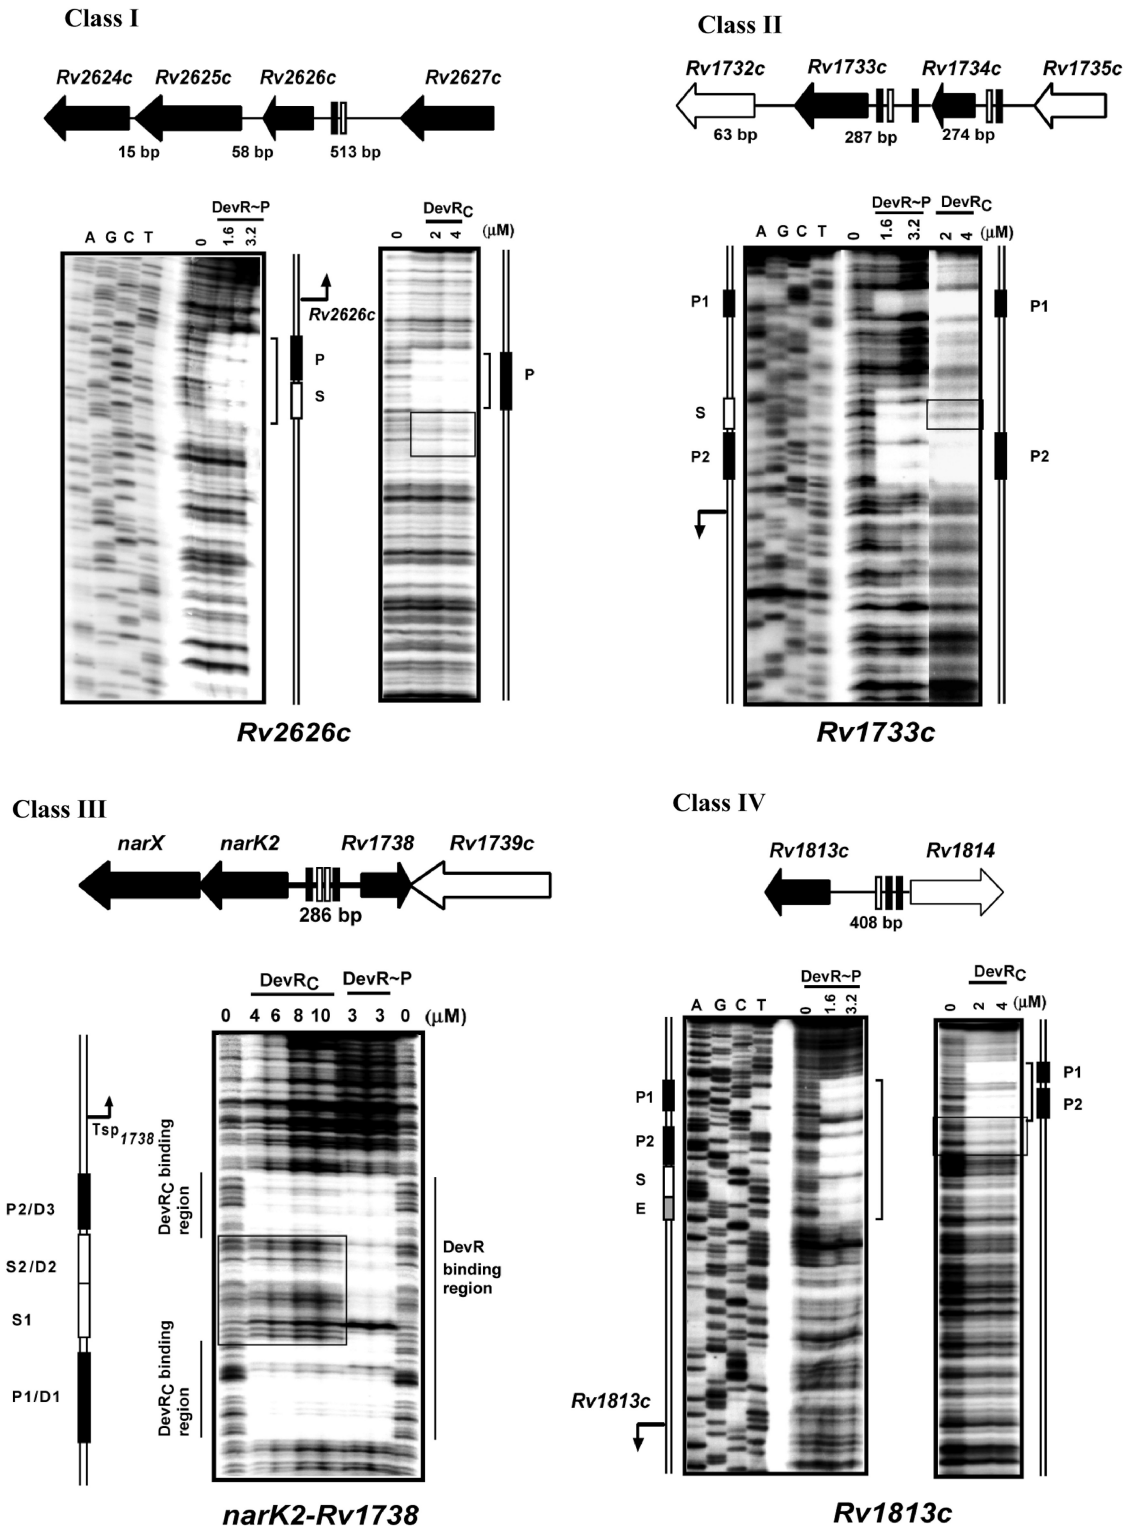 Class I
Rv2624c Rv2625c Rv2626c Rv2627c
15 bp 58 bp 513 bp
DevR~P
A G C T 0 1.6 3.2
DevRC
0 2 4 (μM)
Rv2626c
P
S
P
Rv2626c
Class II
Rv1732c Rv1733c Rv1734c Rv1735c
63 bp 287 bp 274 bp
DevR~P DevRC
A G C T 0 1.6 3.2 2 4 (μM)
P1 P1
S
P2 P2
Rv1733c
Class III
narX narK2 Rv1738 Rv1739c
286 bp
DevRC DevR~P
0 4 6 8 10 3 3 0 (μM)
Tsp1738
DevRC binding
region
P2/D3
S2/D2
S1
P1/D1
DevRC binding
region
DevR
binding
region
narK2-Rv1738
Class IV
Rv1813c Rv1814
408 bp
DevR~P
A G C T 0 1.6 3.2
DevRC
0 2 4 (μM)
P1
P2
S
E
P1
P2
Rv1813c
Rv1813c